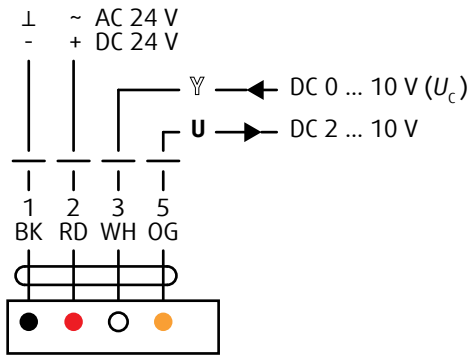 ⊥ ~ AC 24 V
- + DC 24 V
Y DC 0 ... 10 V (Uc)
U DC 2 ... 10 V
1 2 3 5
BK RD WH OG